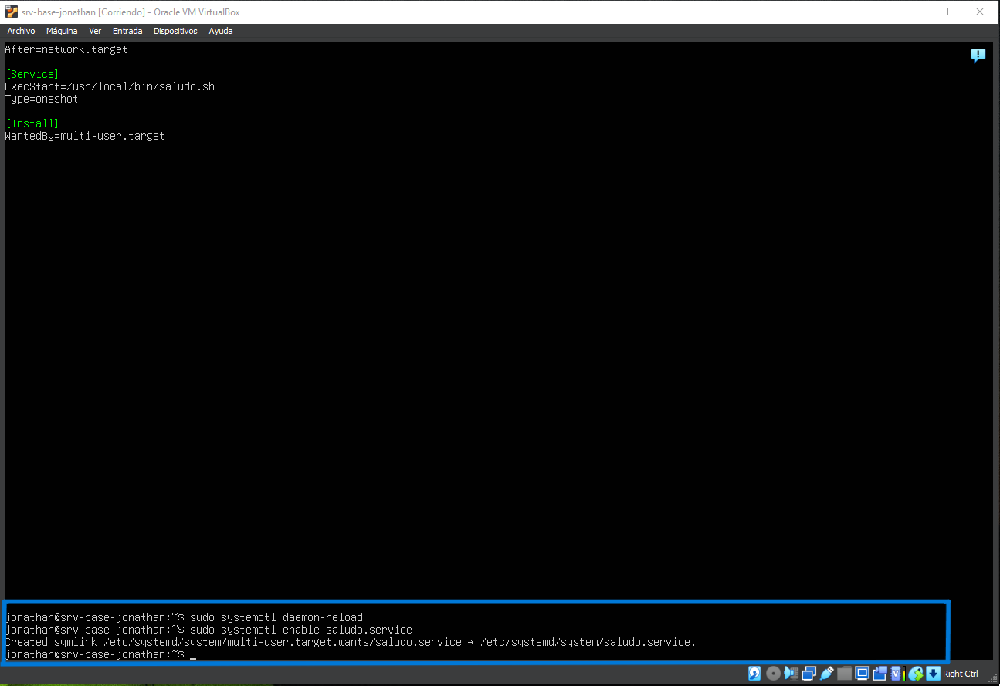 srv-base-jonathan [Corriendo] - Oracle VM VirtualBox
Archivo Máquina Ver Entrada Dispositivos Ayuda
After=network.target
[Service]
ExecStart=/usr/local/bin/saludo.sh
Type=oneshot
[Install]
WantedBy=multi-user.target
jonathan@srv-base-jonathan:~$ sudo systemctl daemon-reload
jonathan@srv-base-jonathan:~$ sudo systemctl enable saludo.service
Created symlink /etc/systemd/system/multi-user.target.wants/saludo.service → /etc/systemd/system/saludo.service.
jonathan@srv-base-jonathan:~$ _
Right Ctrl